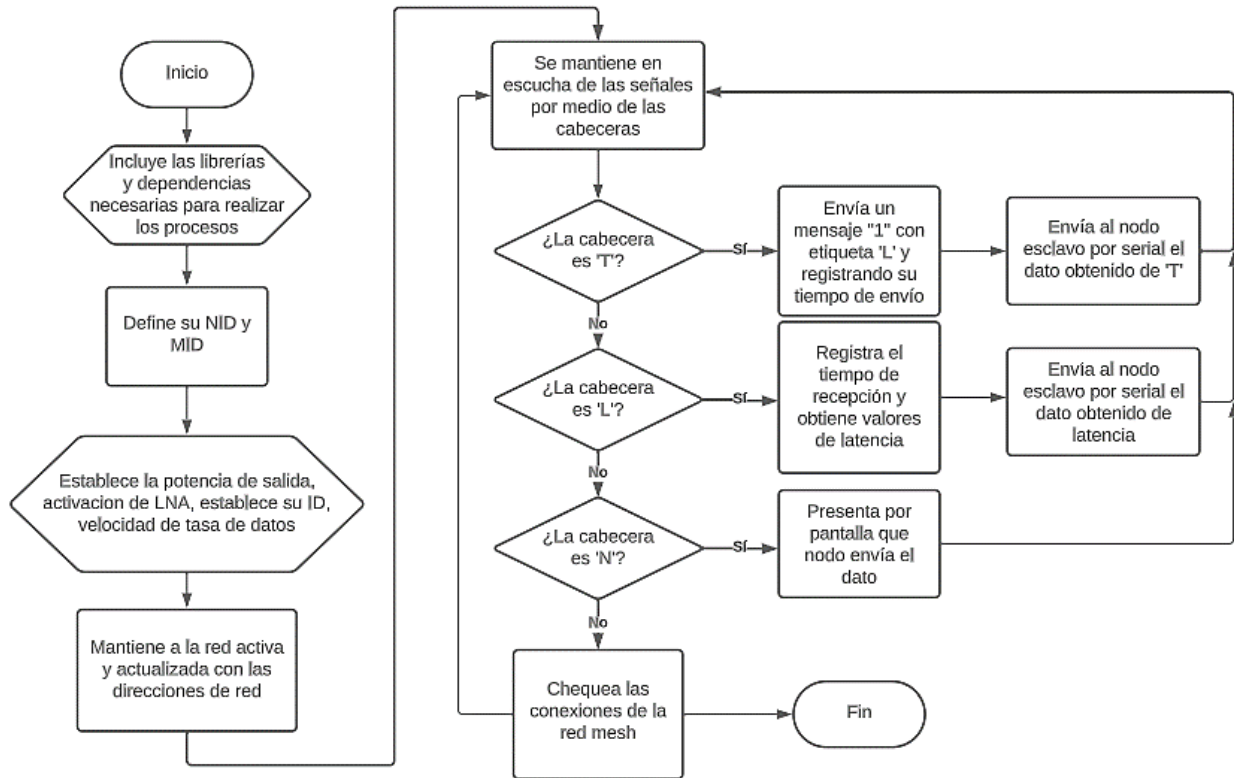 Inicio
Incluye las librerías
y dependencias
necesarias para realizar
los procesos
Define su NID y
MID
Establece la potencia de salida,
activacion de LNA, establece su ID,
velocidad de tasa de datos
Mantiene a la red activa
y actualizada con las
direcciones de red
Se mantiene en
escucha de las señales
por medio de las
cabeceras
¿La cabecera
es 'T'?
Sí
Envía un
mensaje "1" con
etiqueta 'L' y
registrando su
tiempo de envío
Envía al nodo
esclavo por serial el
dato obtenido de 'T'
No
¿La cabecera
es 'L'?
Sí
Registra el
tiempo de
recepción y
obtiene valores
de latencia
Envía al nodo
esclavo por serial el
dato obtenido de
latencia
No
¿La cabecera
es 'N'?
Sí
Presenta por
pantalla que
nodo envía el
dato
No
Chequea las
conexiones de la
red mesh
Fin